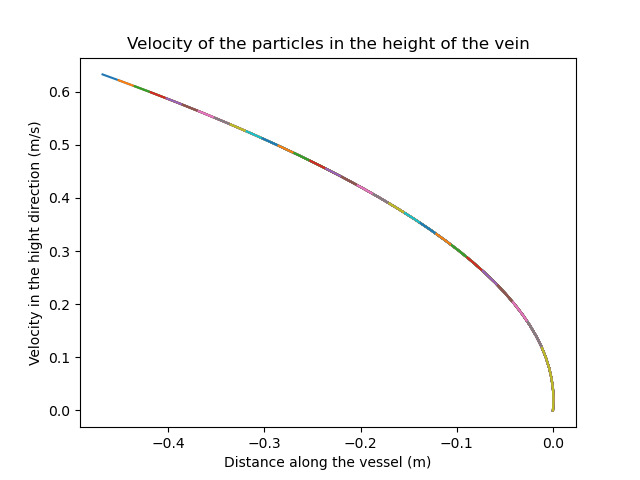 Velocity of the particles in the height of the vein
Velocity in the hight direction (m/s)
0.6
0.5
0.4
0.3
0.2
0.1
0.0
−0.4 −0.3 −0.2 −0.1 0.0
Distance along the vessel (m)